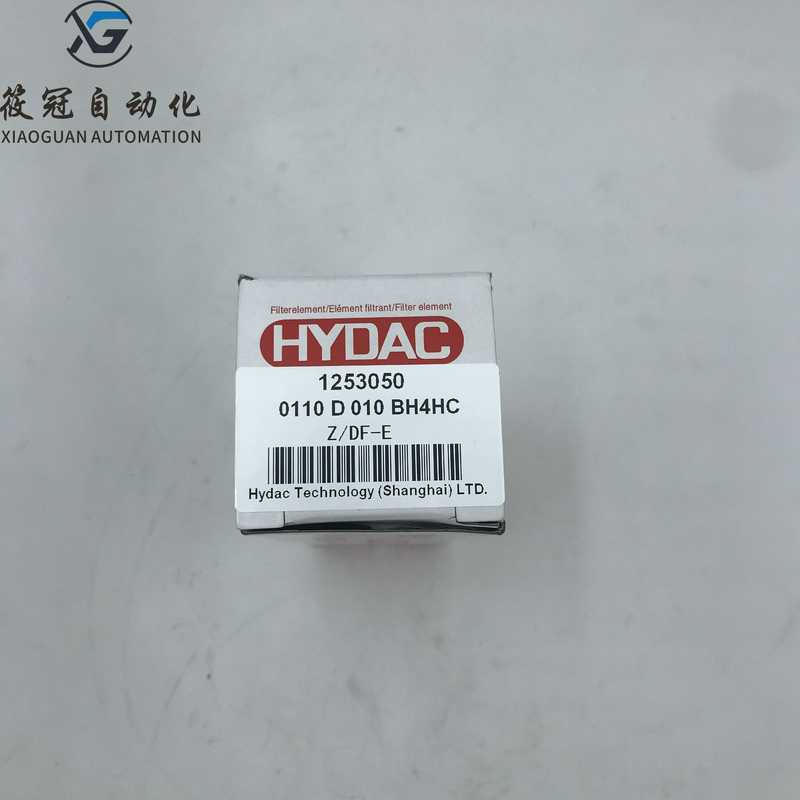 XG
筱冠自动化
XIAOGUAN AUTOMATION
Filterelement/Elément filtrant/Filter element
HYDAC
1253050
0110 D 010 BH4HC
Z/DF-E
Hydac Technology (Shanghai) LTD.